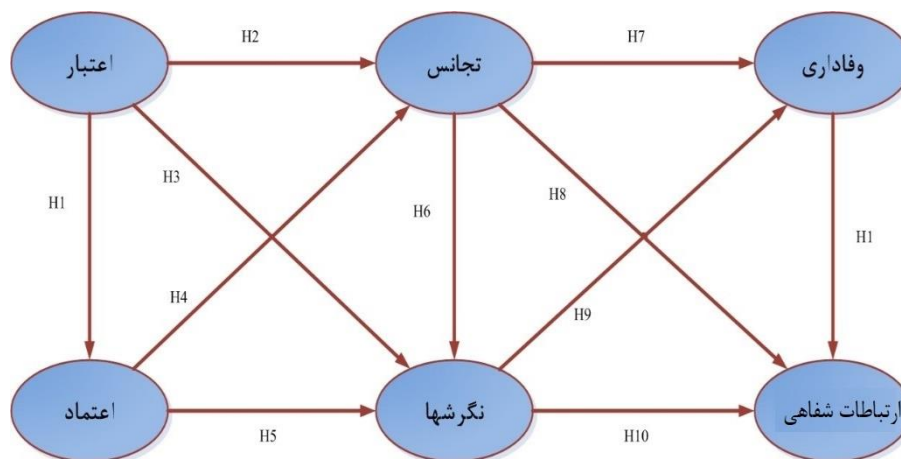 اعتبار
H2
تجانس
H7
وفاداری
H1
H3
H6
H8
H1
H4
H9
اعتماد
H5
نگرشها
H10
ارتباطات شفاهی